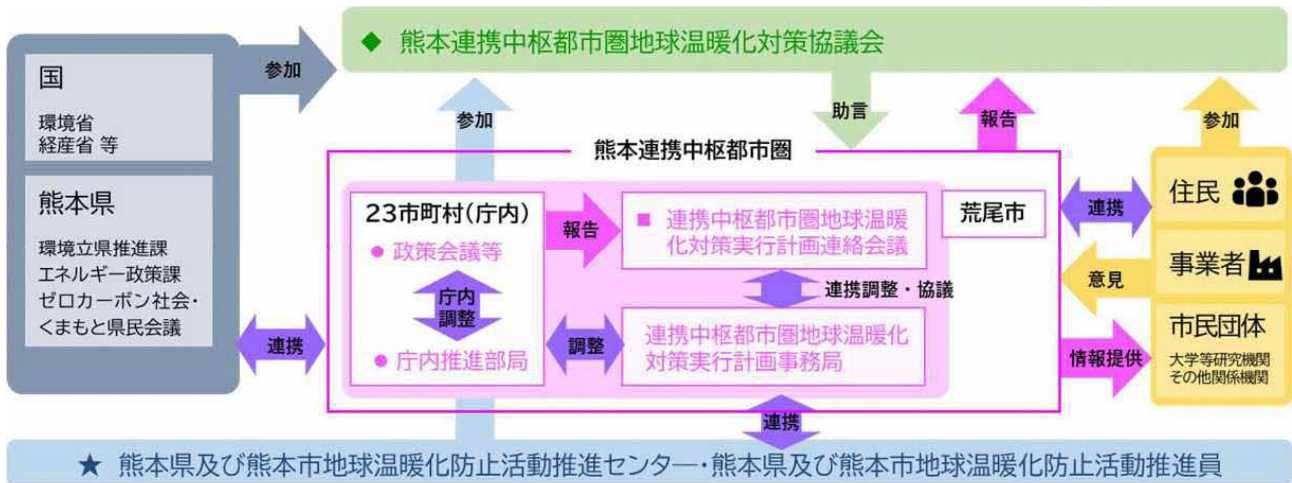 ◆ 熊本連携中枢都市圏地球温暖化対策協議会
国
環境省
経産省 等
熊本県
環境立県推進課
エネルギー政策課
ゼロカーボン社会・
くまもと県民会議
参加
参加
助言
報告
参加
熊本連携中枢都市圏
23市町村(庁内)
● 政策会議等
庁内
調整
● 庁内推進部局
報告
■ 連携中枢都市圏地球温暖
化対策実行計画連絡会議
連携調整・協議
調整
連携中枢都市圏地球温暖化
対策実行計画事務局
荒尾市
連携
連携
意見
情報提供
住民
事業者
市民団体
大学等研究機関
その他関係機関
連携
★ 熊本県及び熊本市地球温暖化防止活動推進センター・熊本県及び熊本市地球温暖化防止活動推進員